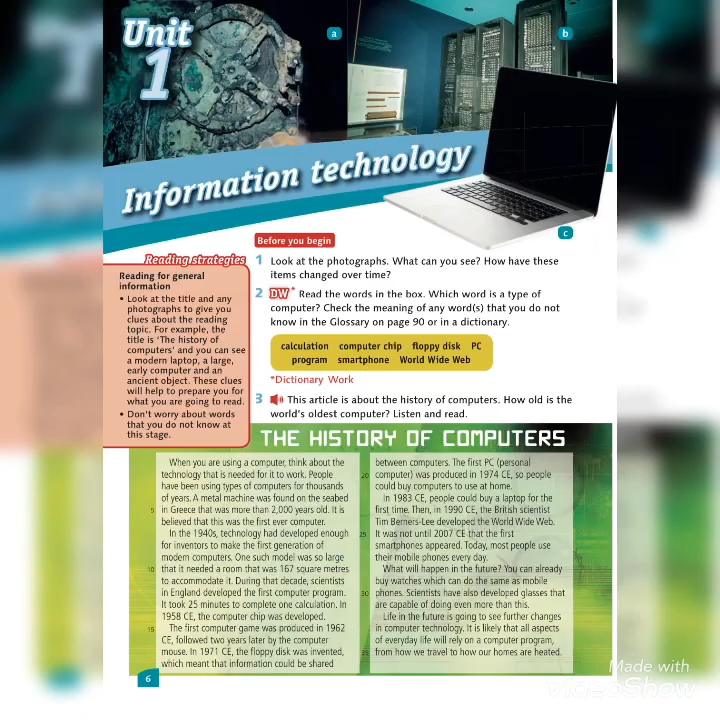 Unit
1
a
b
Information technology
c
Before you begin
1 Look at the photographs. What can you see? How have these
items changed over time?
2 DW* Read the words in the box. Which word is a type of
computer? Check the meaning of any word(s) that you do not
know in the Glossary on page 90 or in a dictionary.
calculation computer chip floppy disk PC
program smartphone World Wide Web
*Dictionary Work
3 This article is about the history of computers. How old is the
world's oldest computer? Listen and read.
Reading strategies
Reading for general
information
• Look at the title and any
photographs to give you
clues about the reading
topic. For example, the
title is 'The history of
computers' and you can see
a modern laptop, a large,
early computer and an
ancient object. These clues
will help to prepare you for
what you are going to read.
• Don't worry about words
that you do not know at
this stage.
THE HISTORY OF COMPUTERS
When you are using a computer, think about the
technology that is needed for it to work. People
have been using types of computers for thousands
of years. A metal machine was found on the seabed
5 in Greece that was more than 2,000 years old. It is
believed that this was the first ever computer.
In the 1940s, technology had developed enough
for inventors to make the first generation of
modern computers. One such model was so large
10 that it needed a room that was 167 square metres
to accommodate it. During that decade, scientists
in England developed the first computer program.
It took 25 minutes to complete one calculation. In
1958 CE, the computer chip was developed.
15 The first computer game was produced in 1962
CE, followed two years later by the computer
mouse. In 1971 CE, the floppy disk was invented,
which meant that information could be shared
between computers. The first PC (personal
20 computer) was produced in 1974 CE, so people
could buy computers to use at home.
In 1983 CE, people could buy a laptop for the
first time. Then, in 1990 CE, the British scientist
Tim Berners-Lee developed the World Wide Web.
25 It was not until 2007 CE that the first
smartphones appeared. Today, most people use
their mobile phones every day.
What will happen in the future? You can already
buy watches which can do the same as mobile
30 phones. Scientists have also developed glasses that
are capable of doing even more than this.
Life in the future is going to see further changes
in computer technology. It is likely that all aspects
of everyday life will rely on a computer program,
35 from how we travel to how our homes are heated.
6
Made with
VideoShow